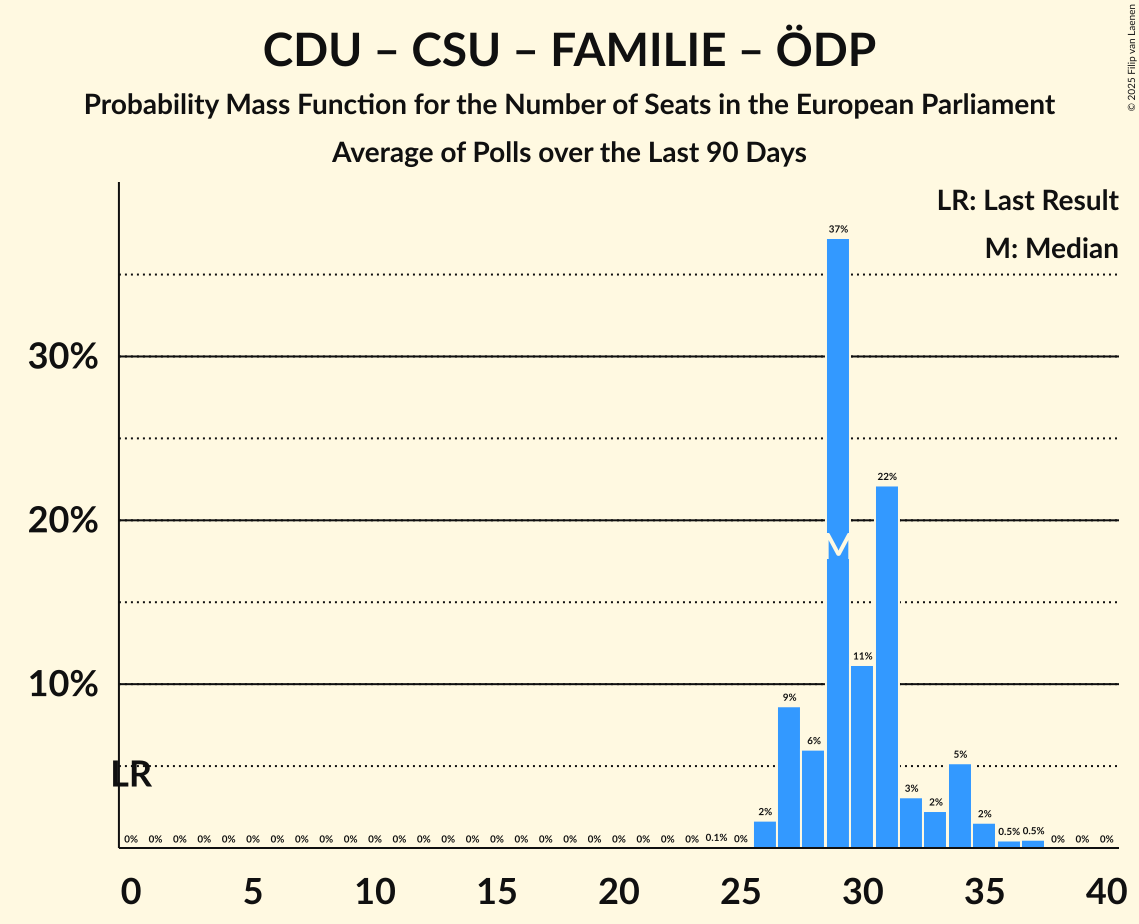 CDU – CSU – FAMILIE – ÖDP
Probability Mass Function for the Number of Seats in the European Parliament
Average of Polls over the Last 90 Days
© 2025 Filip van Laenen
LR: Last Result
M: Median
37%
30%
22%
20%
M
11%
10%
9%
6%
LR
5%
3%
2%
2%
2%
0% 0% 0% 0% 0% 0% 0% 0% 0% 0% 0% 0% 0% 0% 0% 0% 0% 0% 0% 0% 0% 0% 0% 0% 0.1% 0% 0.5% 0.5% 0% 0% 0%
0 5 10 15 20 25 30 35 40